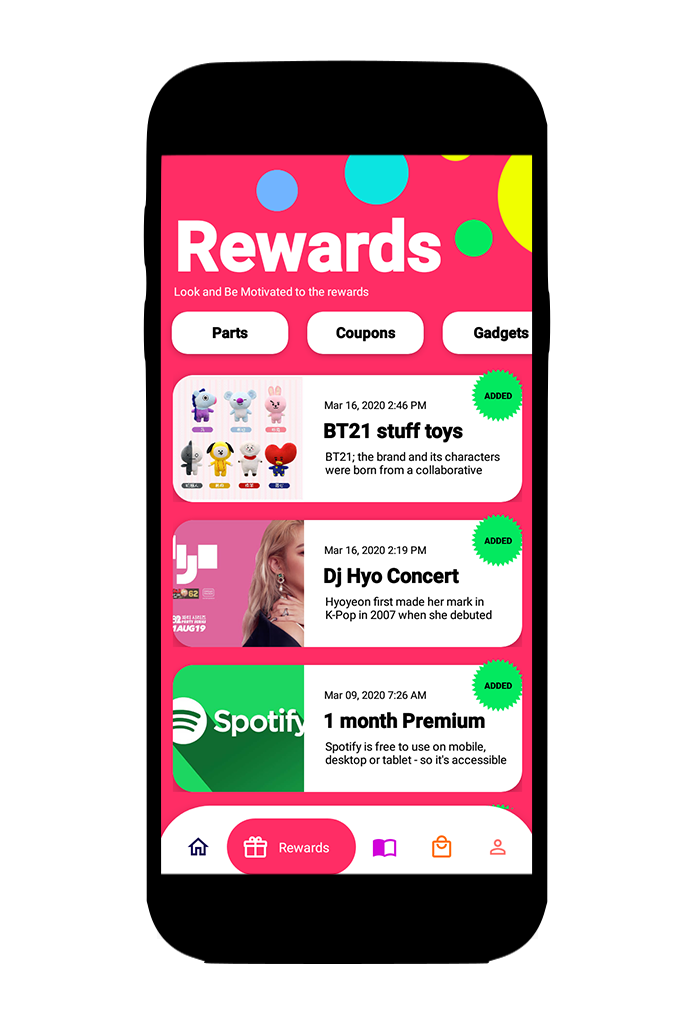 Rewards
Look and Be Motivated to the rewards
Parts
Coupons
Gadgets
ADDED
Mar 16, 2020 2:46 PM
BT21 stuff toys
BT21; the brand and its characters
were born from a collaborative
ADDED
Mar 16, 2020 2:19 PM
Dj Hyo Concert
Hyoyeon first made her mark in
K-Pop in 2007 when she debuted
62
1AUG19
ADDED
Mar 09, 2020 7:26 AM
Spotify
1 month Premium
Spotify is free to use on mobile,
desktop or tablet - so it's accessible
Rewards